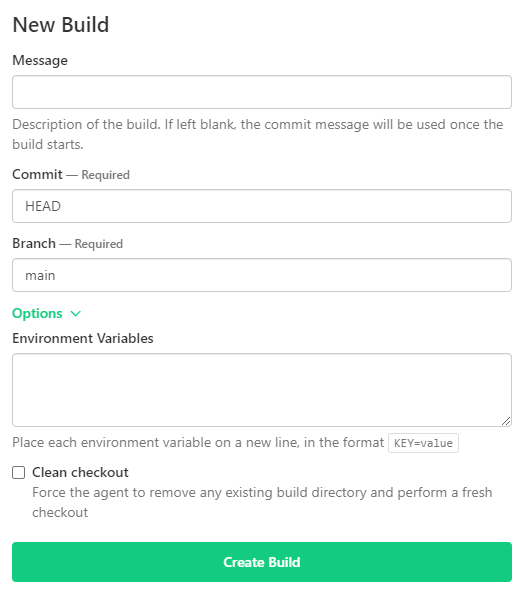 New Build
Message
Description of the build. If left blank, the commit message will be used once the
build starts.
Commit — Required
HEAD
Branch — Required
main
Options
Environment Variables
Place each environment variable on a new line, in the format KEY=value
Clean checkout
Force the agent to remove any existing build directory and perform a fresh
checkout
Create Build